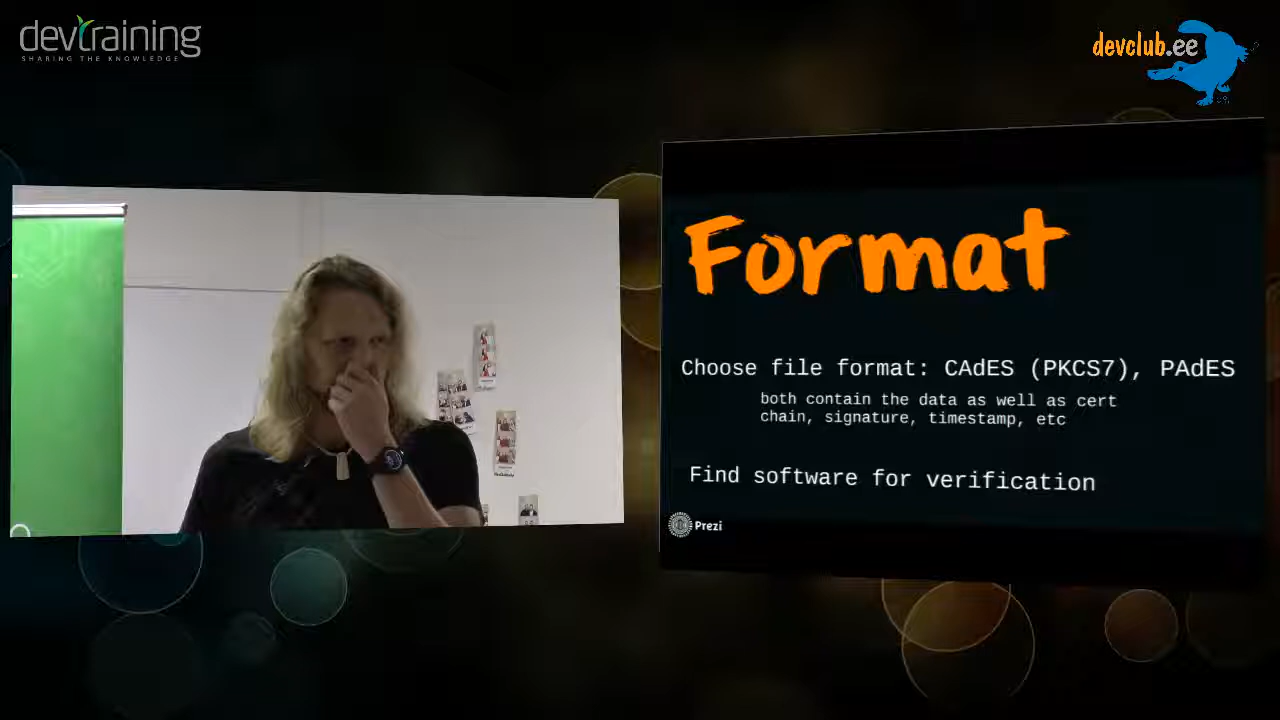 devtraining
SHARING THE KNOWLEDGE
devclub.ee
Format
Choose file format: CAdES (PKCS7), PAdES
both contain the data as well as cert
chain, signature, timestamp, etc
Find software for verification
Prezi